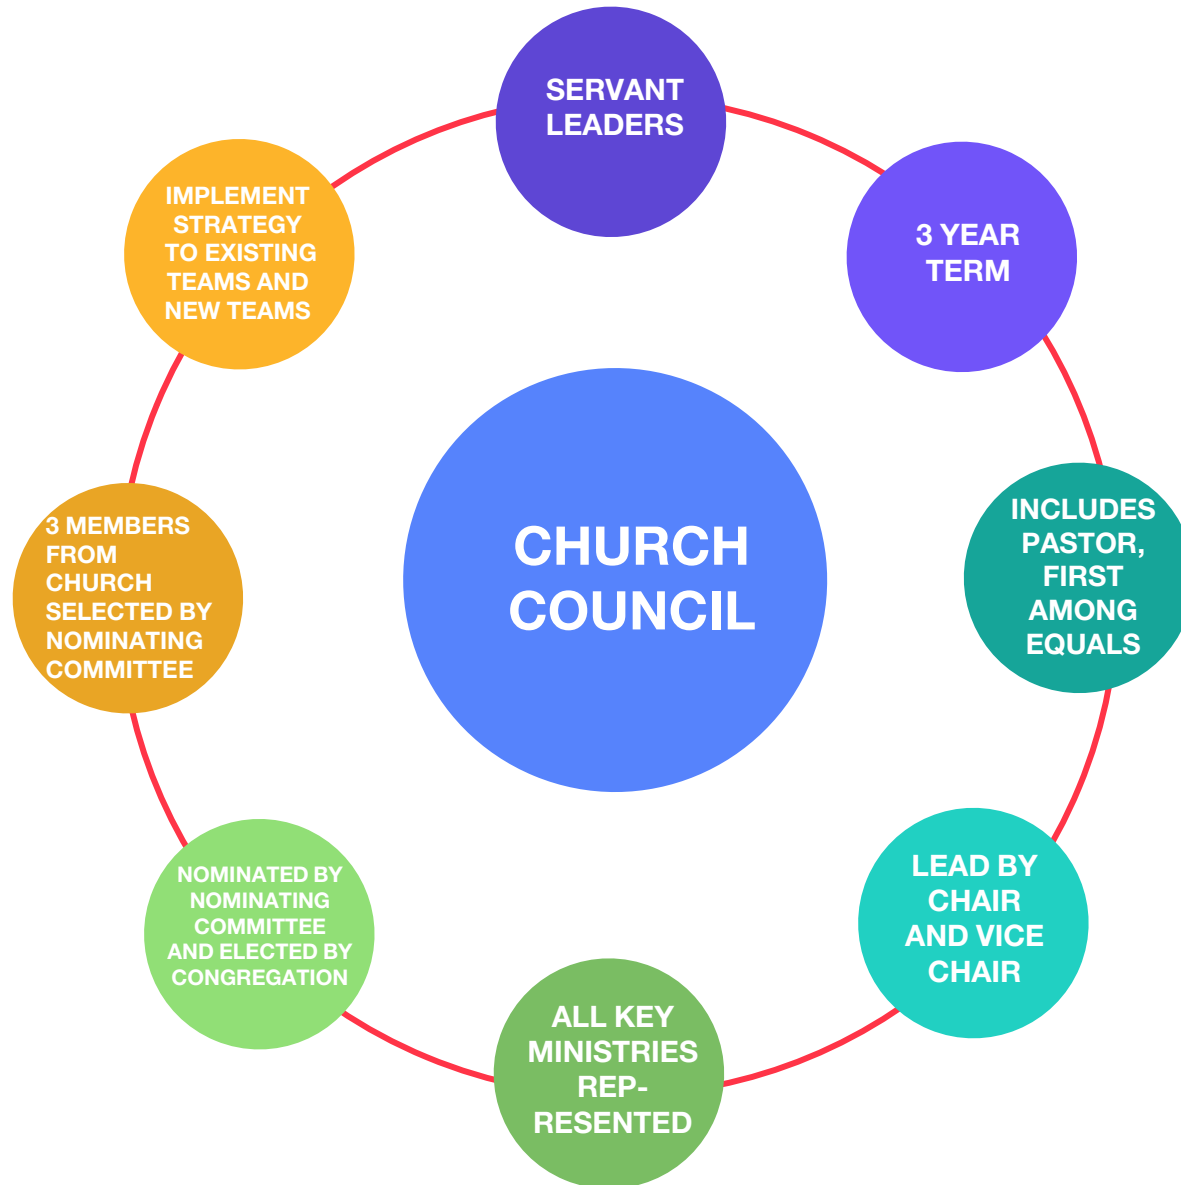 SERVANT
LEADERS
3 YEAR
TERM
INCLUDES
PASTOR,
FIRST
AMONG
EQUALS
LEAD BY
CHAIR
AND VICE
CHAIR
ALL KEY
MINISTRIES
REP-
RESENTED
NOMINATED BY
NOMINATING
COMMITTEE
AND ELECTED BY
CONGREGATION
3 MEMBERS
FROM
CHURCH
SELECTED BY
NOMINATING
COMMITTEE
IMPLEMENT
STRATEGY
TO EXISTING
TEAMS AND
NEW TEAMS
CHURCH
COUNCIL